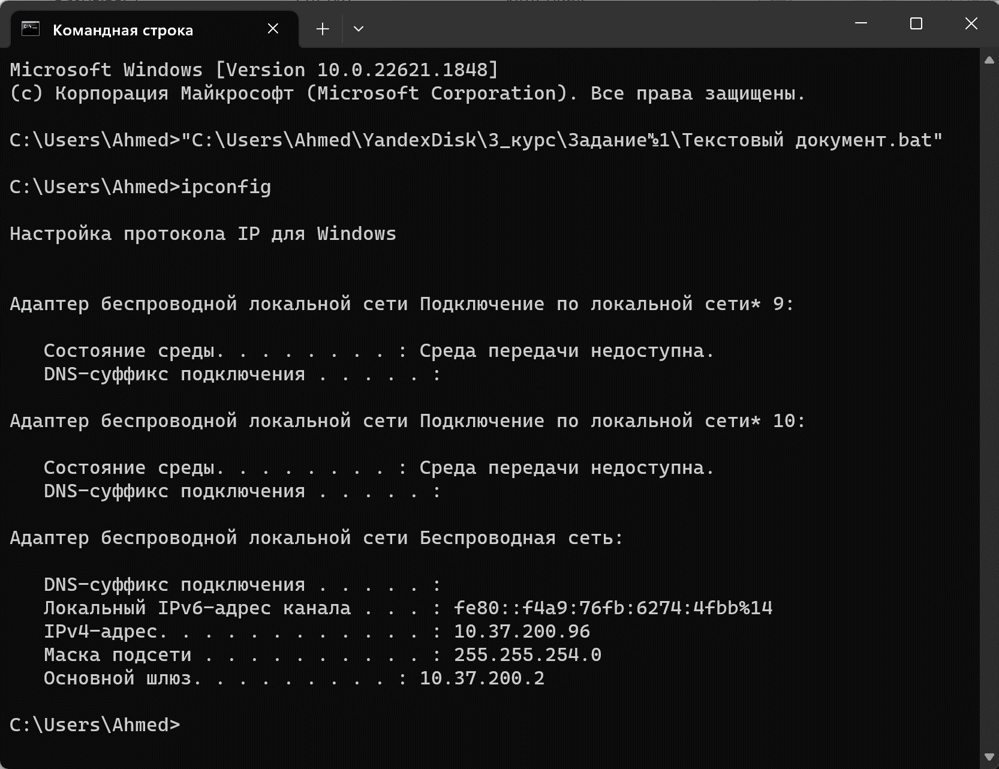 Командная строка
Microsoft Windows [Version 10.0.22621.1848]
(c) Корпорация Майкрософт (Microsoft Corporation). Все права защищены.
C:\Users\Ahmed>"C:\Users\Ahmed\YandexDisk\3_курс\Задание№1\Текстовый документ.bat"
C:\Users\Ahmed>ipconfig
Настройка протокола IP для Windows
Адаптер беспроводной локальной сети Подключение по локальной сети* 9:
Состояние среды. . . . . . . . : Среда передачи недоступна.
DNS-суффикс подключения . . . . . :
Адаптер беспроводной локальной сети Подключение по локальной сети* 10:
Состояние среды. . . . . . . . : Среда передачи недоступна.
DNS-суффикс подключения . . . . . :
Адаптер беспроводной локальной сети Беспроводная сеть:
DNS-суффикс подключения . . . . . :
Локальный IPv6-адрес канала . . . : fe80::f4a9:76fb:6274:4fbb%14
IPv4-адрес. . . . . . . . . . . . : 10.37.200.96
Маска подсети . . . . . . . . . . : 255.255.254.0
Основной шлюз. . . . . . . . . : 10.37.200.2
C:\Users\Ahmed>